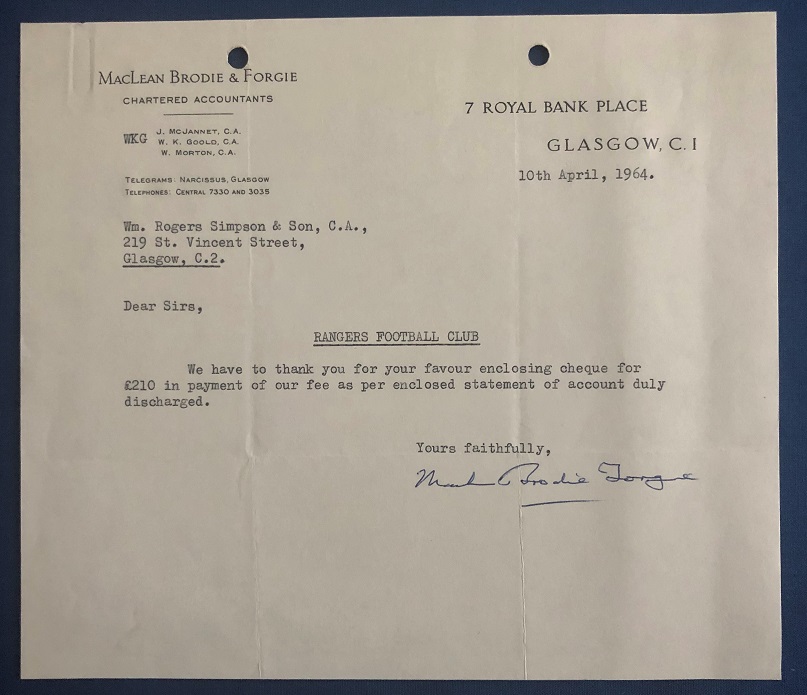 MACLEAN BRODIE & FORGIE
CHARTERED ACCOUNTANTS
WKG
J. MCJANNET, C.A.
W. K. GOOLD, C.A.
W. MORTON, C.A.
TELEGRAMS: NARCISSUS, GLASGOW
TELEPHONES: CENTRAL 7330 AND 3035
7 ROYAL BANK PLACE
GLASGOW, C. I
10th April, 1964.
Wm. Rogers Simpson & Son, C.A.,
219 St. Vincent Street,
Glasgow, C.2.
Dear Sirs,
RANGERS FOOTBALL CLUB
We have to thank you for your favour enclosing cheque for
£210 in payment of our fee as per enclosed statement of account duly
discharged.
Yours faithfully,
Brodie Forgie